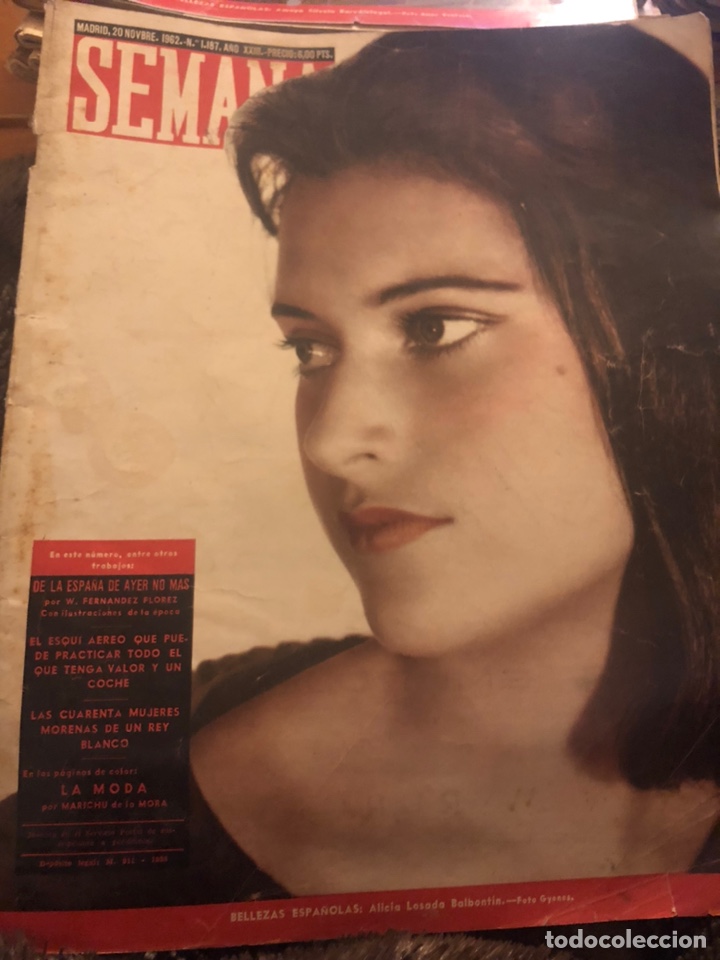 MADRID, 20 NOVBRE. 1962.-N.º 1.187. AÑO XXIII.-PRECIO: 6,00 PTS.
SEMANA
En este número, entre otros
trabajos:
DE LA ESPAÑA DE AYER NO MAS
por W. FERNANDEZ FLOREZ
Con ilustraciones de la época
EL ESQUI AEREO QUE PUE-
DE PRACTICAR TODO EL
QUE TENGA VALOR Y UN
COCHE
LAS CUARENTA MUJERES
MORENAS DE UN REY
BLANCO
En las páginas de color:
LA MODA
por MARICHU de la MORA
Depósito legal: M.
BELLEZAS ESPAÑOLAS: Alicia Losada Balbontín.—Foto Gyenes.
todocoleccion